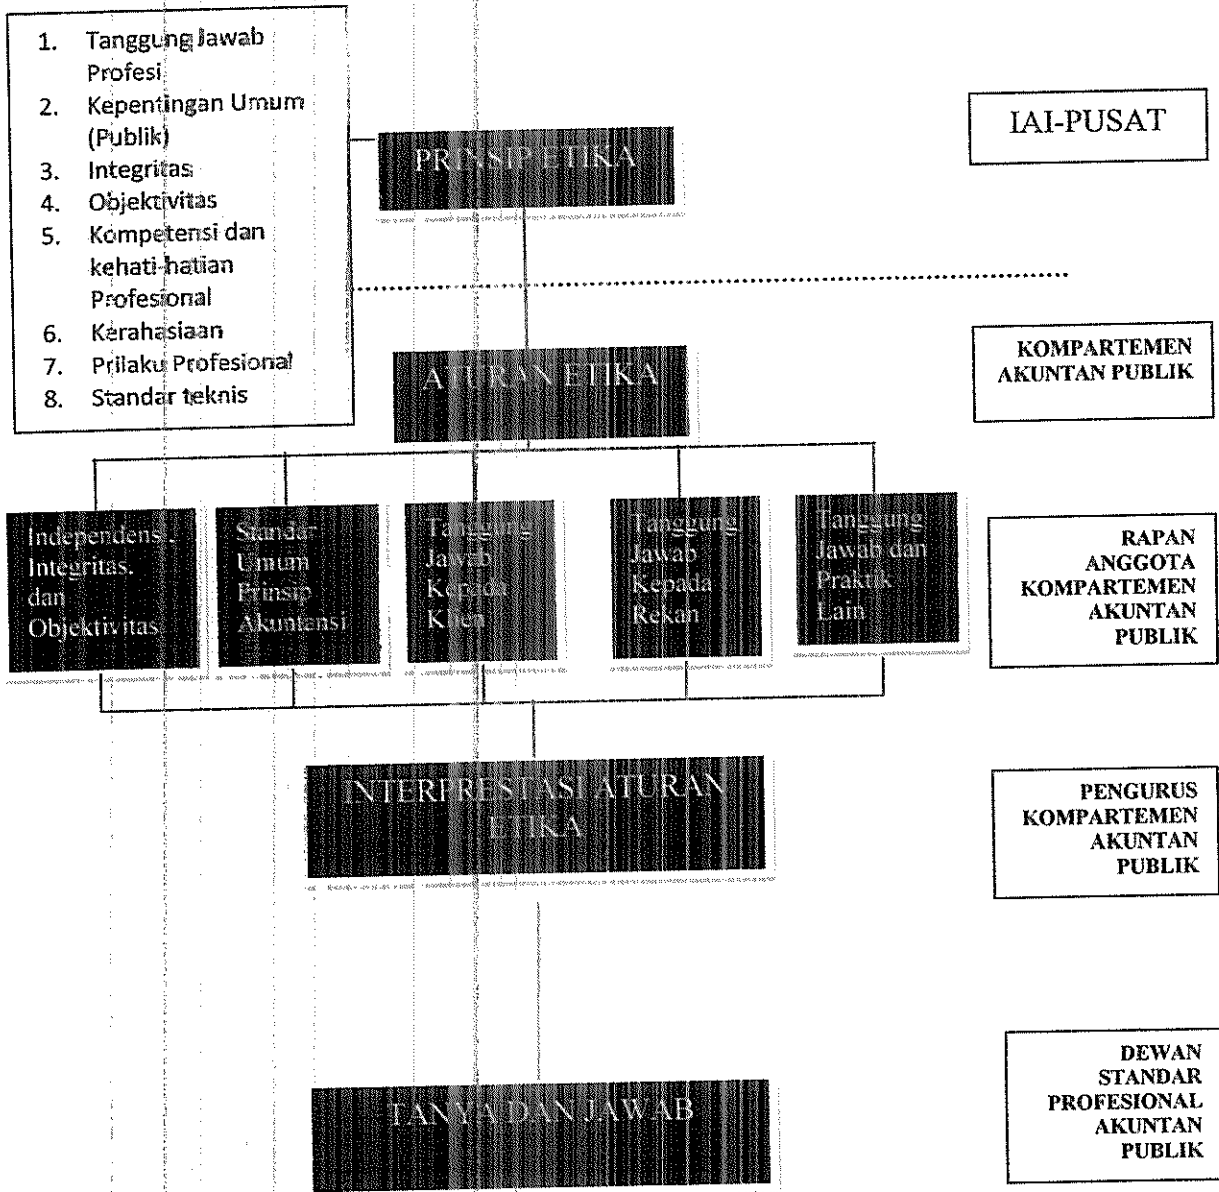 1. Tanggung Jawab
Profesi
2. Kepentingan Umum
(Publik)
3. Integritas
4. Objektivitas
5. Kompetensi dan
kehati-hatian
Profesional
6. Kerahasiaan
7. Prilaku Profesional
8. Standar teknis
PRINSIP ETIKA
IAI-PUSAT
ATURAN ETIKA
KOMPARTEMEN
AKUNTAN PUBLIK
Independensi,
Integritas,
dan
Objektivitas
Standar
Umum
Prinsip
Akuntansi
Tanggung
Jawab
Kepada
Klien
Tanggung
Jawab
Kepada
Rekan
Tanggung
Jawab dan
Praktik
Lain
RAPAN
ANGGOTA
KOMPARTEMEN
AKUNTAN
PUBLIK
INTERPRESTASI ATURAN
ETIKA
PENGURUS
KOMPARTEMEN
AKUNTAN
PUBLIK
TANYA DAN JAWAB
DEWAN
STANDAR
PROFESIONAL
AKUNTAN
PUBLIK